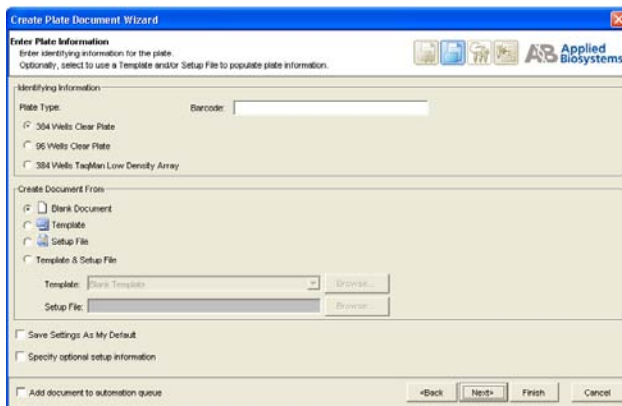 Create Plate Document Wizard
Enter Plate Information
Enter identifying information for the plate.
Optionally, select to use a Template and/or Setup File to populate plate information.
AB Applied Biosystems
Identifying Information
Plate Type: Barcode:
384 Wells Clear Plate
96 Wells Clear Plate
384 Wells TaqMan Low Density Array
Create Document From
Blank Document
Template
Setup File
Template & Setup File
Template: Blank Template Browse...
Setup File: Browse...
Save Settings As My Default
Specify optional setup information
Add document to automation queue <Back Next> Finish Cancel